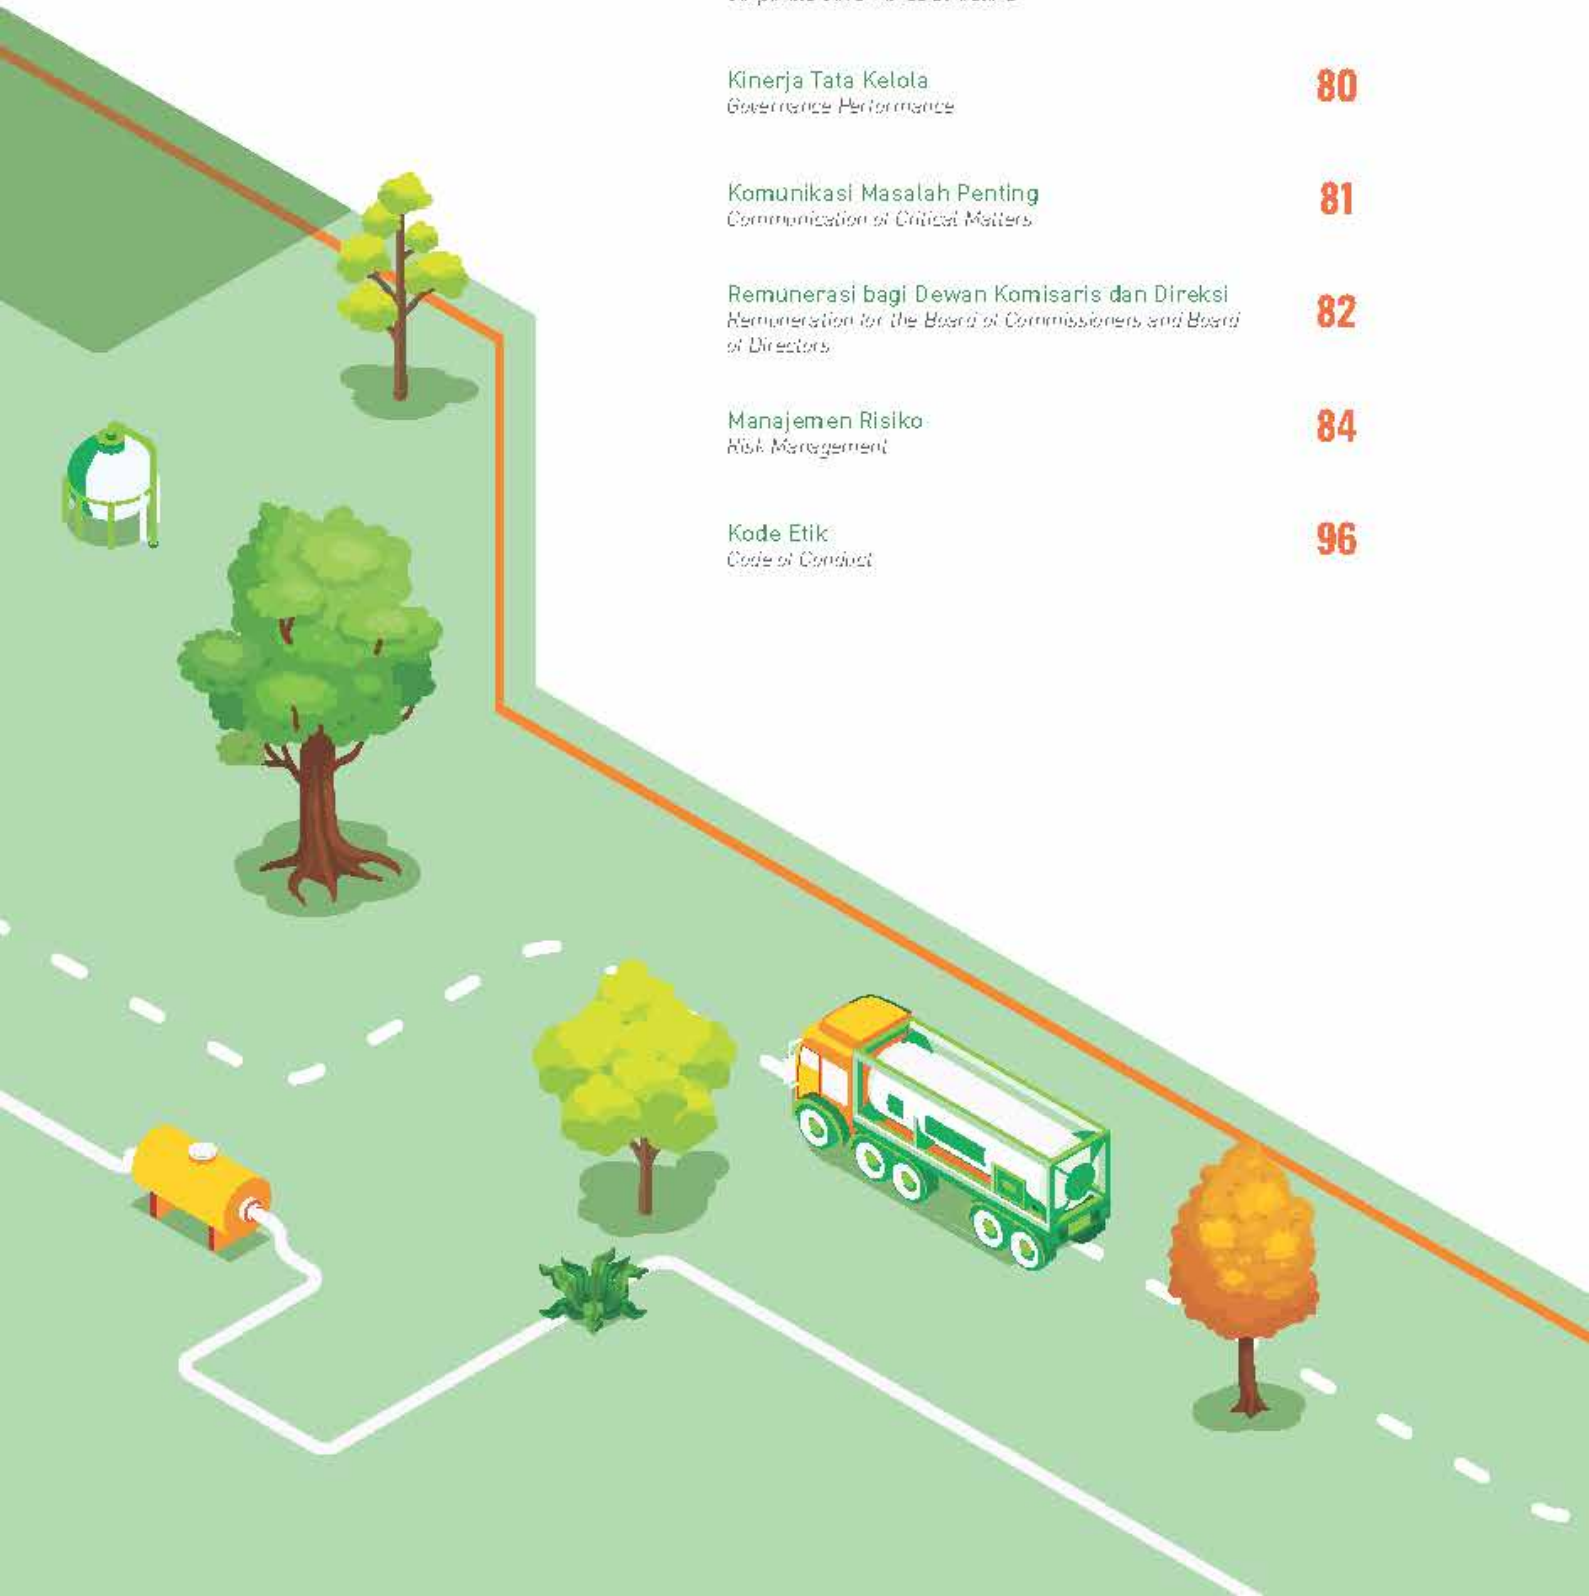 Kinerja Tata Kelola
80
Governance Performance
Komunikasi Masalah Penting
81
Communication of Critical Matters
Remunerasi bagi Dewan Komisaris dan Direksi
82
Remuneration for the Board of Commissioners and Board
of Directors
Manajemen Risiko
84
Risk Management
Kode Etik
96
Code of Conduct